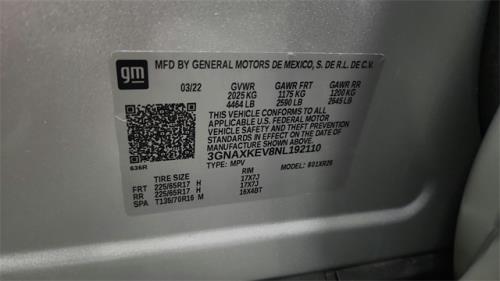 gm
MFD BY GENERAL MOTORS DE MEXICO, S. DE R.L. DE C.V.
03/22 GVWR GAWR FRT GAWR RR
2025 KG 1175 KG 1200 KG
4464 LB 2590 LB 2645 LB
THIS VEHICLE CONFORMS TO ALL
APPLICABLE U.S. FEDERAL MOTOR
VEHICLE SAFETY AND THEFT PREVENTION
STANDARDS IN EFFECT ON THE DATE OF
MANUFACTURE SHOWN ABOVE.
3GNAXKEV8NL192110
636R TYPE: MPV MODEL: 
TIRE SIZE RIM
FRT 225/65R17 H 17X7J
RR 225/65R17 H 17X7J
SPA T135/70R16 M 16X4BT